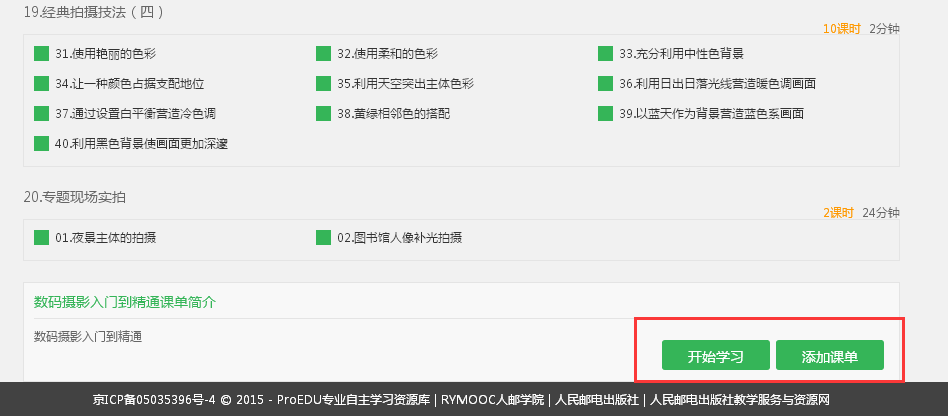 19.经典拍摄技法（四）
10课时 2分钟
31.使用艳丽的色彩 32.使用柔和的色彩 33.充分利用中性色背景
34.让一种颜色占据支配地位 35.利用天空突出主体色彩 36.利用日出日落光线营造暖色调画面
37.通过设置白平衡营造冷色调 38.黄绿相邻色的搭配 39.以蓝天作为背景营造蓝色系画面
40.利用黑色背景使画面更加深邃
20.专题现场实拍
2课时 24分钟
01.夜景主体的拍摄 02.图书馆人像补光拍摄
数码摄影入门到精通课单简介
数码摄影入门到精通
开始学习 添加课单
京ICP备05035396号-4 © 2015 - ProEDU专业自主学习资源库 | RYMOOC人邮学院 | 人民邮电出版社 | 人民邮电出版社教学服务与资源网